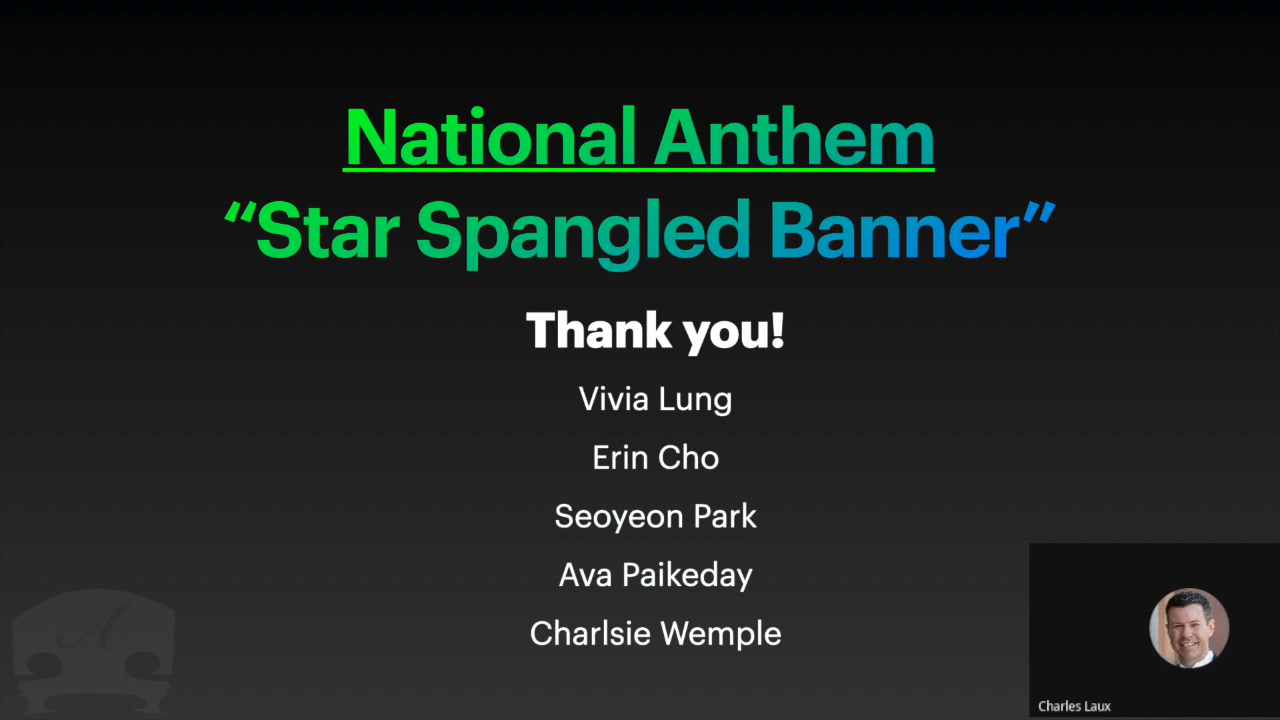 National Anthem
“Star Spangled Banner”
Thank you!
Vivia Lung
Erin Cho
Seoyeon Park
Ava Paikeday
Charlsie Wemple
A
Charles Laux